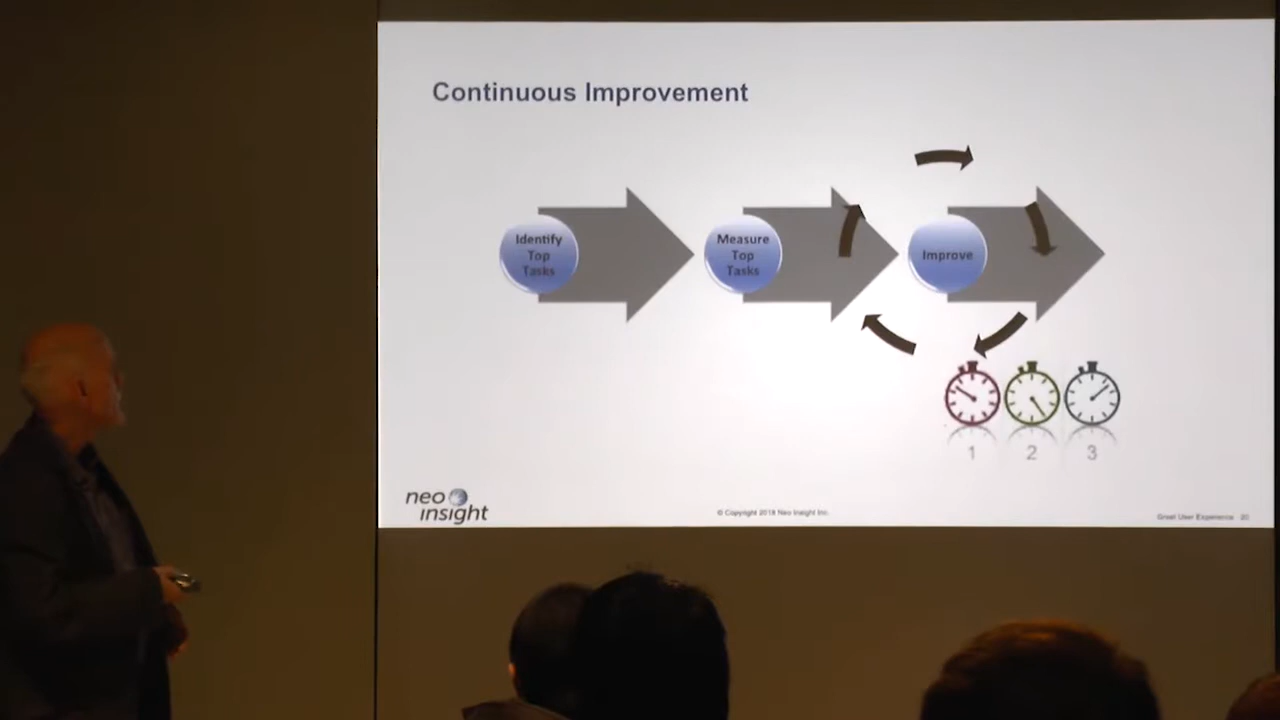 Continuous Improvement
Identify
Top
Tasks
Measure
Top
Tasks
Improve
1 2 3
neo
insight
© Copyright 2018 Neo Insight Inc.
Great User Experience 20